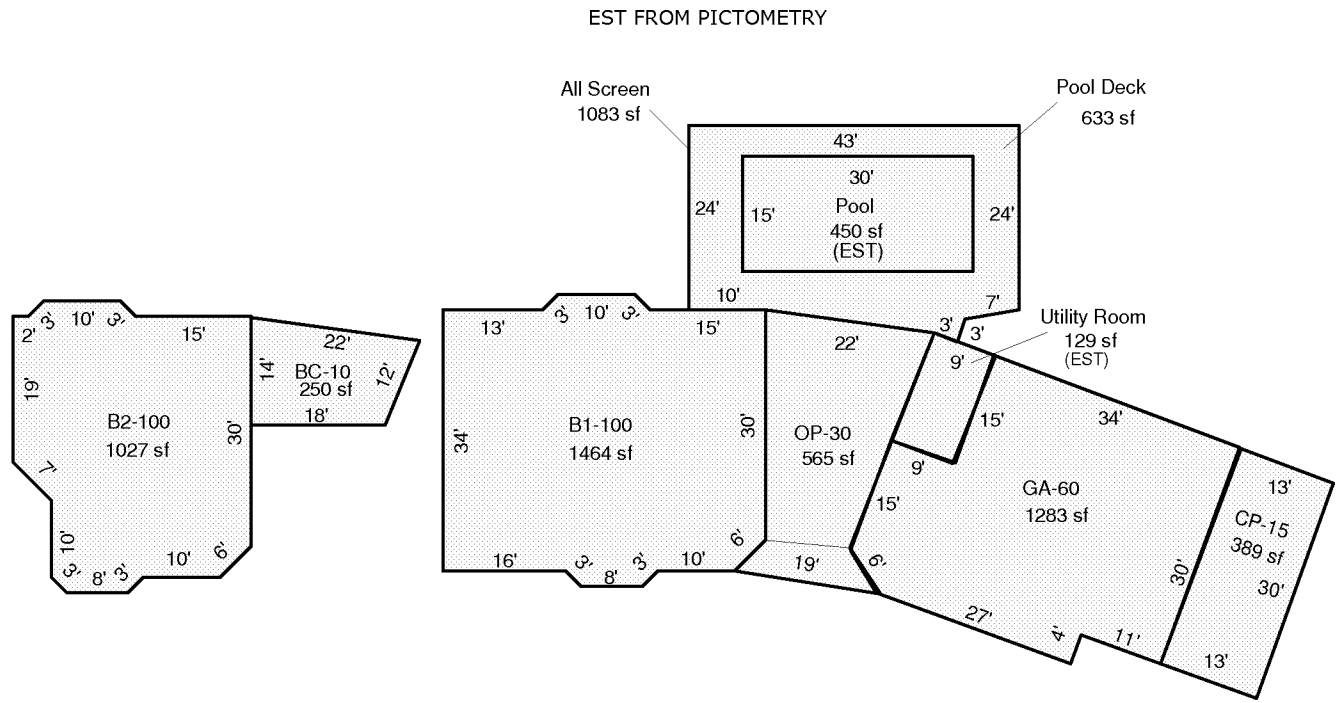 EST FROM PICTOMETRY
All Screen
1083 sf
Pool Deck
633 sf
43'
30'
24'
15'
Pool
450 sf
(EST)
24'
10'
7'
3'
3'
Utility Room
129 sf
(EST)
2'
3'
10'
3'
15'
19'
B2-100
1027 sf
30'
7'
10'
3'
8'
3'
10'
6'
22'
14'
BC-10
250 sf
12'
18'
13'
3'
10'
3'
15'
34'
B1-100
1464 sf
30'
16'
3'
8'
3'
10'
6'
22'
OP-30
565 sf
19'
9'
15'
9'
15'
6'
34'
GA-60
1283 sf
27'
4'
11'
30'
13'
CP-15
389 sf
30'
13'